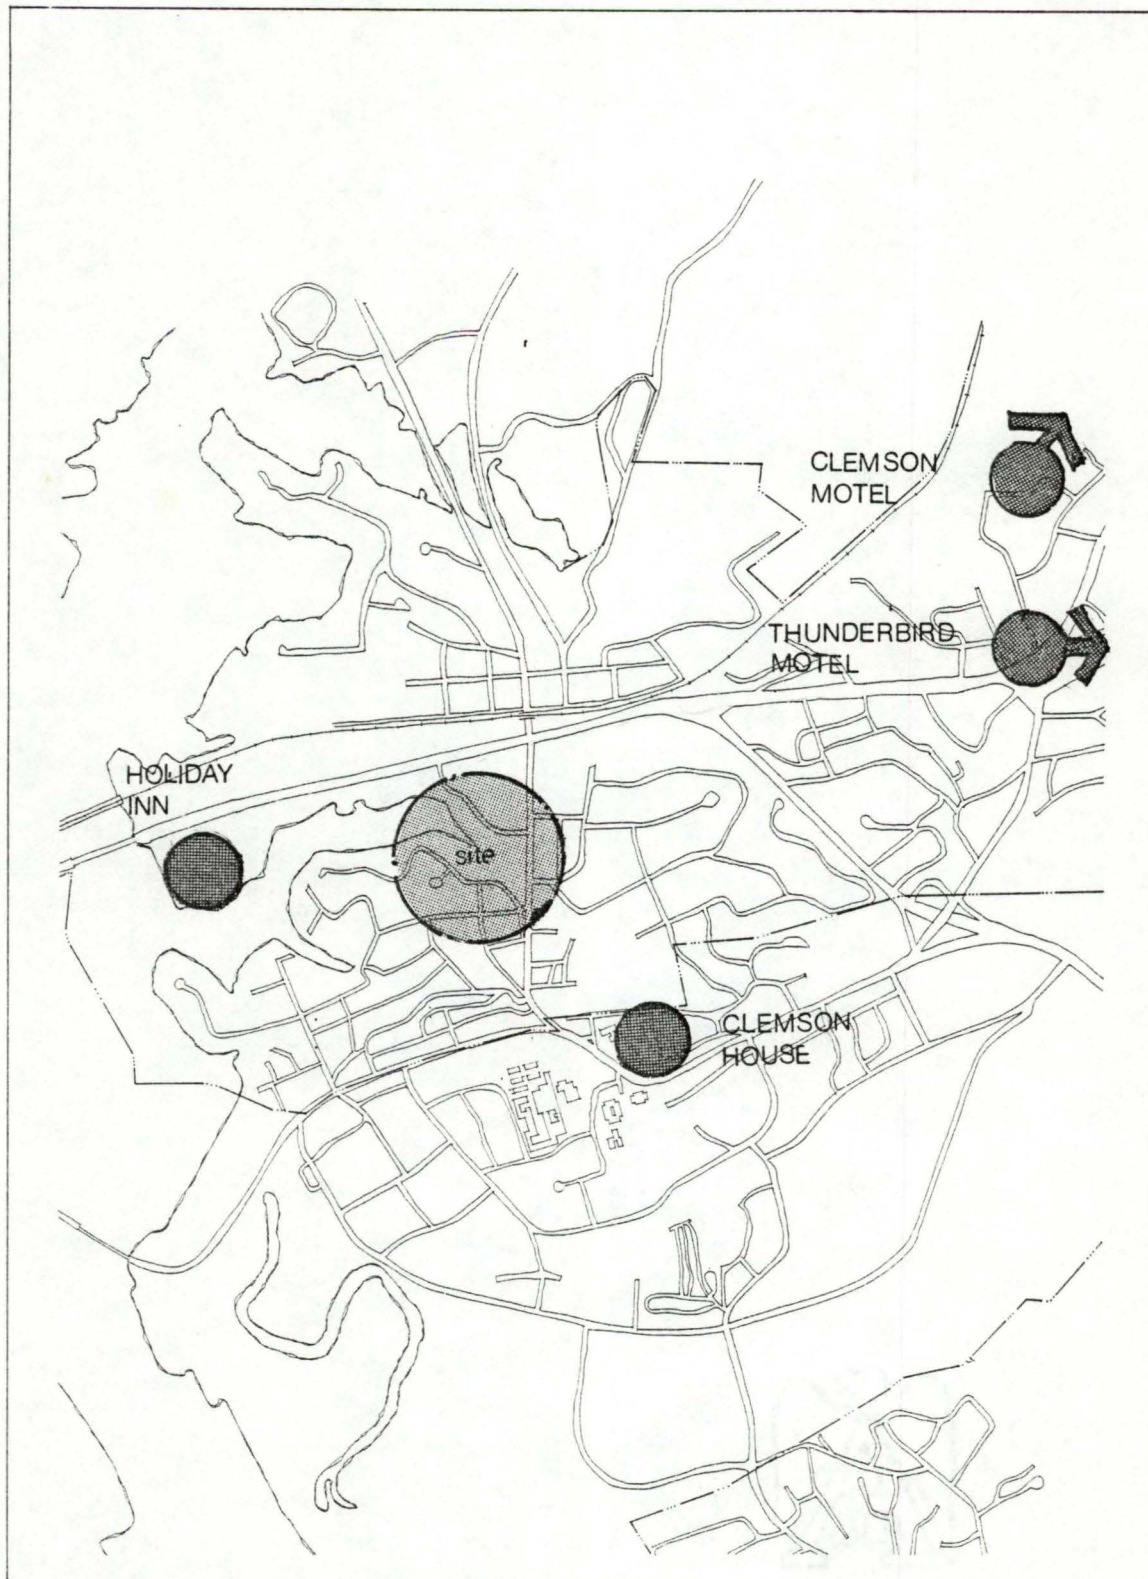 CLEMSON
MOTEL
THUNDERBIRD
MOTEL
HOLIDAY
INN
site
CLEMSON
HOUSE